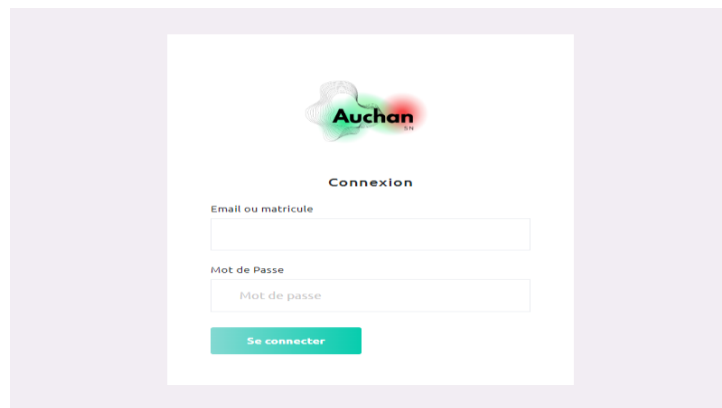 Auchan
SN
Connexion
Email ou matricule
Mot de Passe
Mot de passe
Se connecter